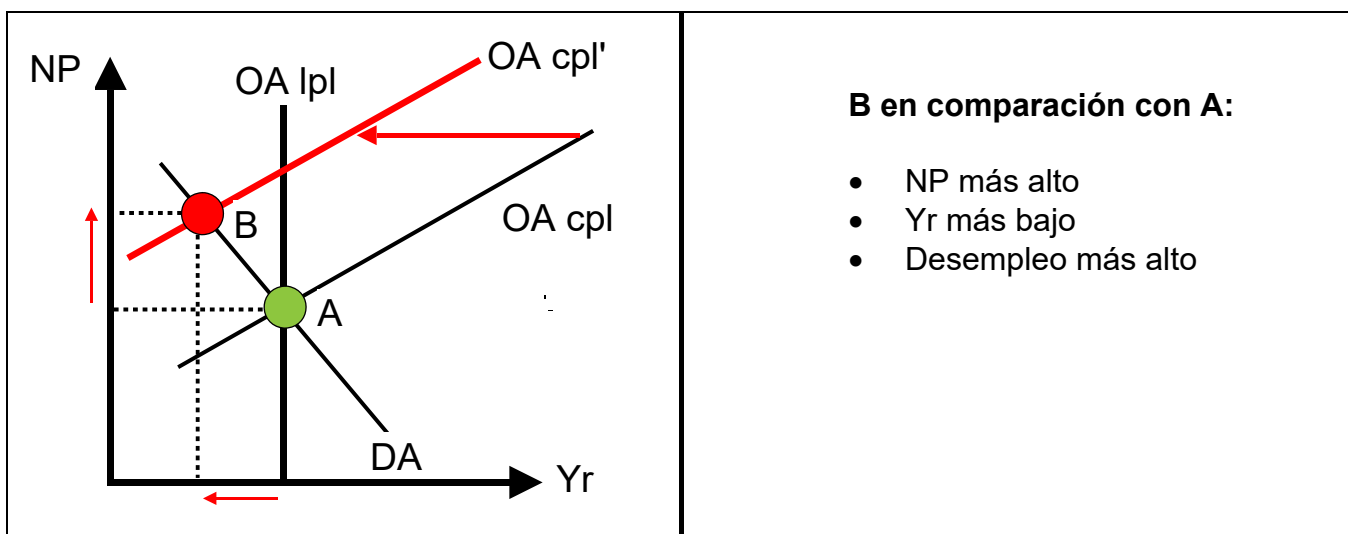 NP
OA lpl
OA cpl'
OA cpl
B
A
DA
Yr
B en comparación con A:
• NP más alto
• Yr más bajo
• Desempleo más alto